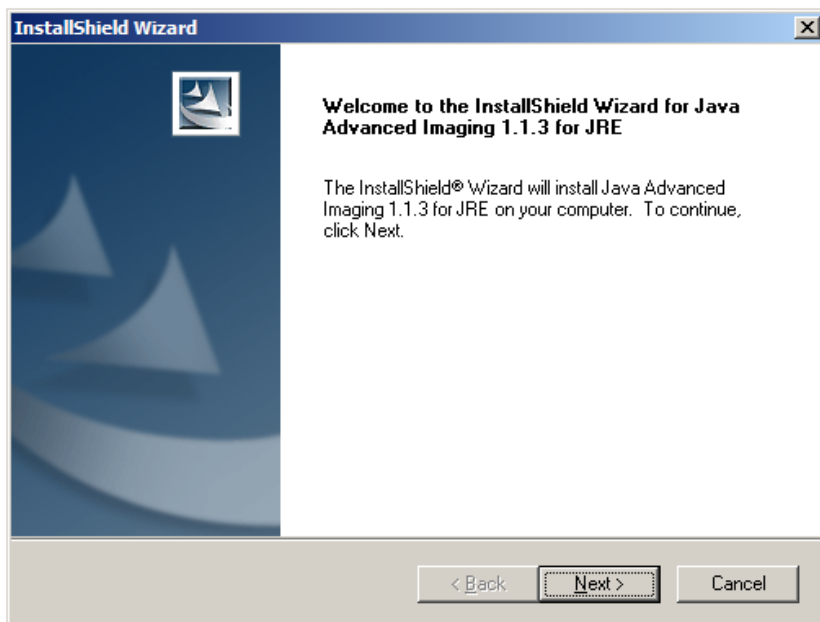 InstallShield Wizard
Welcome to the InstallShield Wizard for Java
Advanced Imaging 1.1.3 for JRE
The InstallShield® Wizard will install Java Advanced
Imaging 1.1.3 for JRE on your computer.  To continue,
click Next.
< Back
Next >
Cancel